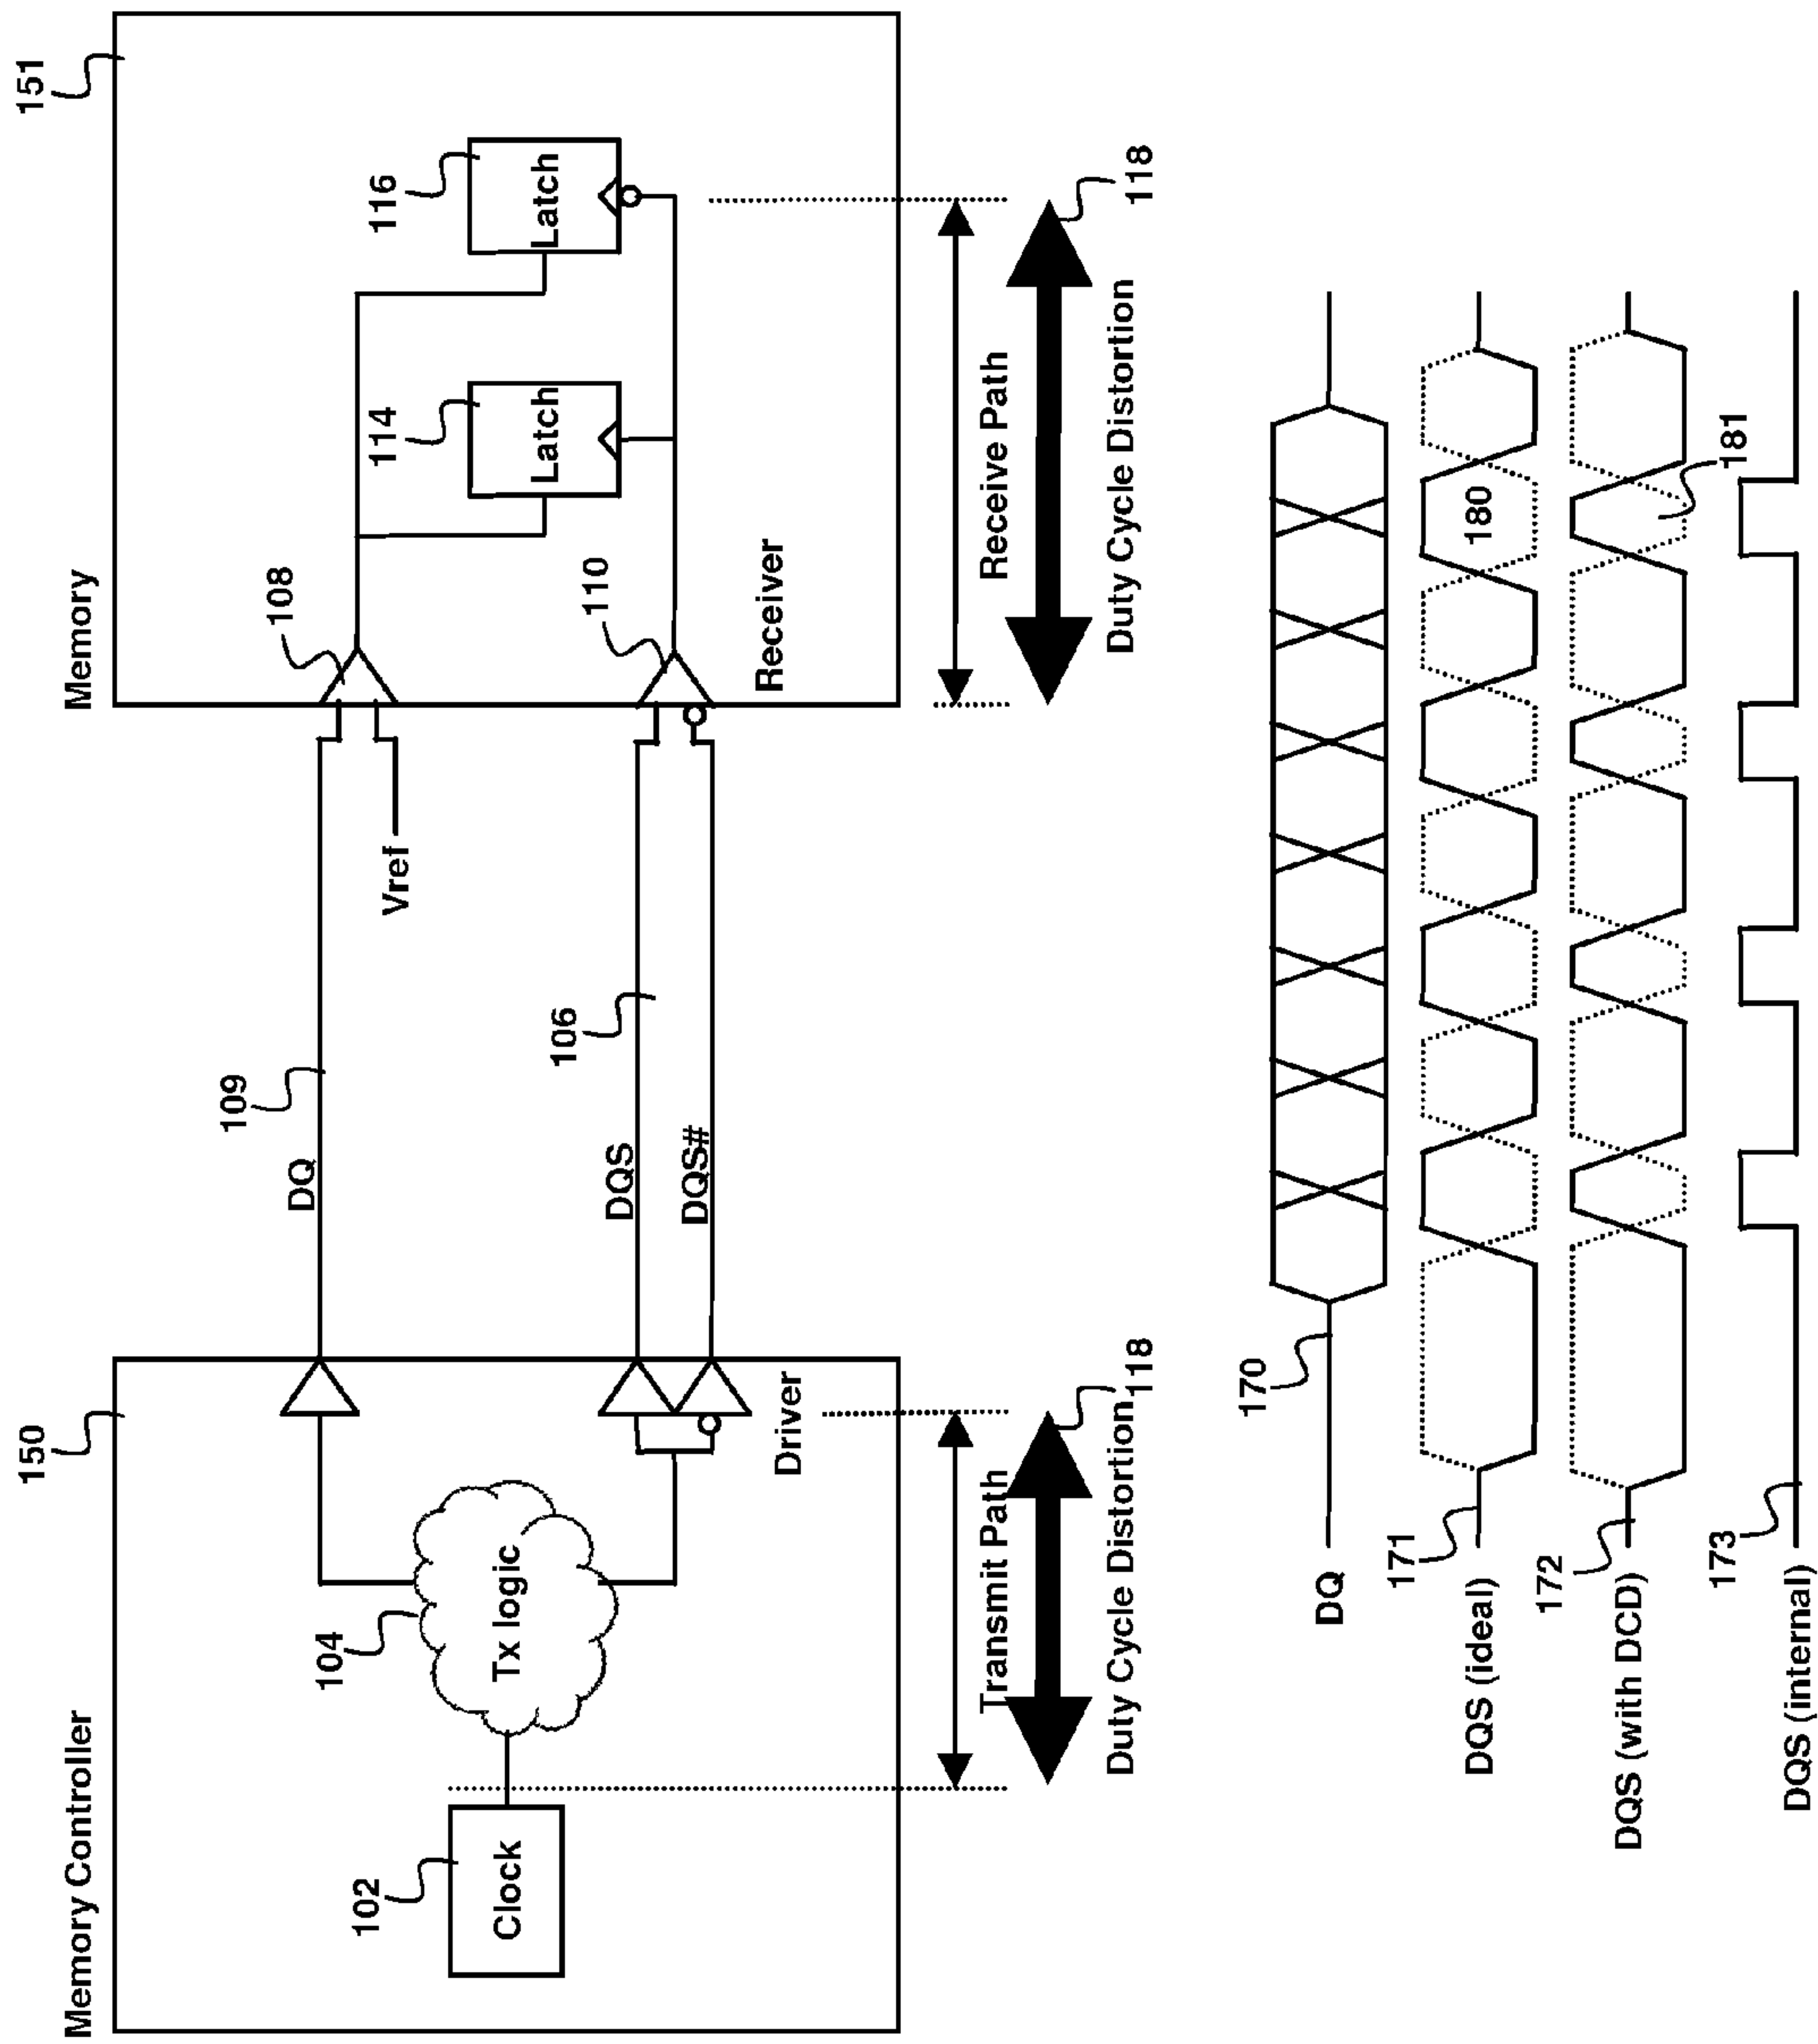 Memory Controller
150
Memory
151
102
Clock
104
Tx logic
Driver
DQ
109
DQS
106
DQS#
Vref
108
110
Receiver
114
Latch
116
Latch
Transmit Path
Duty Cycle Distortion
118
Receive Path
Duty Cycle Distortion
118
DQ
170
DQS (ideal)
171
180
DQS (with DCD)
172
181
DQS (internal)
173